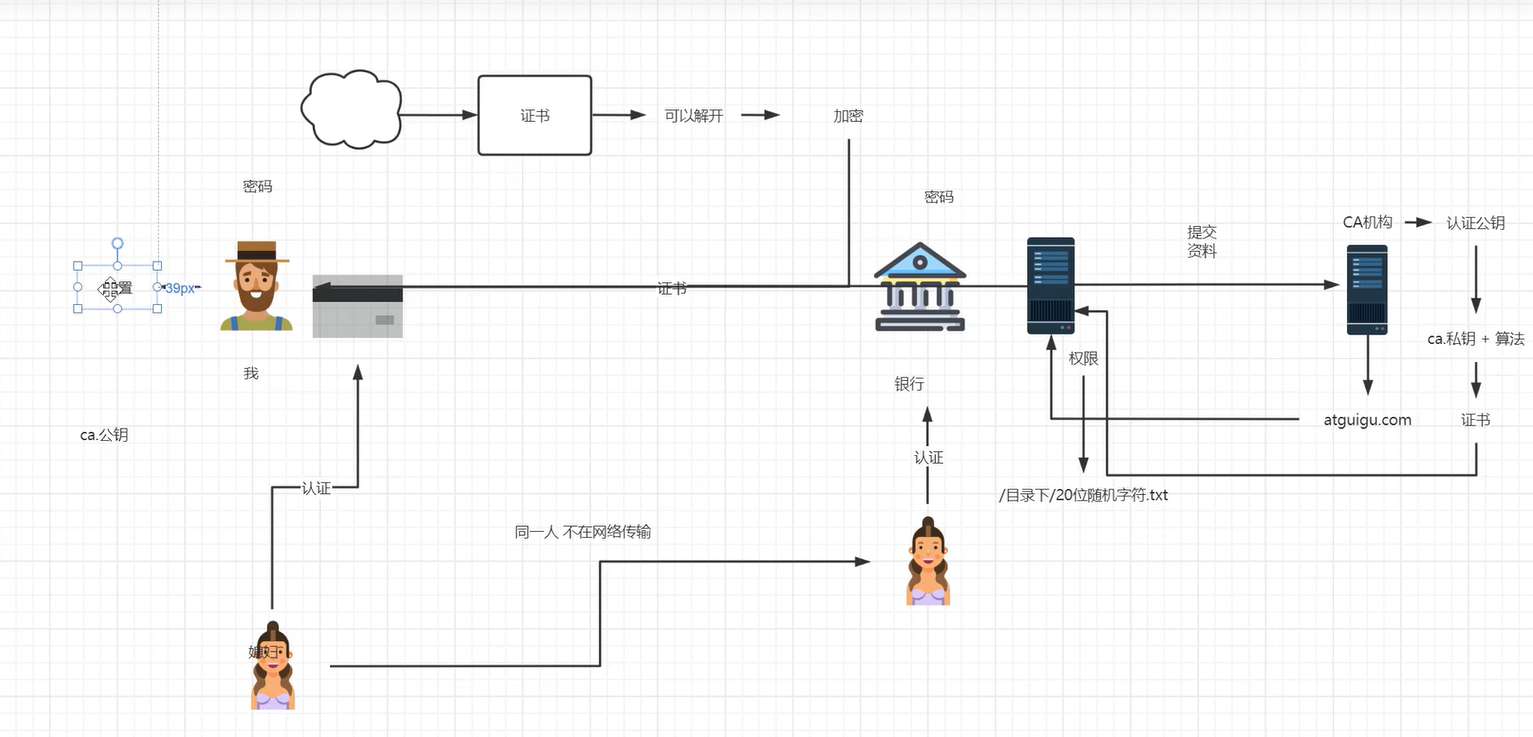 证书
可以解开
加密
密码
密码
提交
资料
CA机构
认证公钥
39px
证书
ca.私钥 + 算法
权限
我
银行
atguigu.com
证书
ca.公钥
认证
认证
/目录下/20位随机字符.txt
同一人 不在网络传输
媳妇